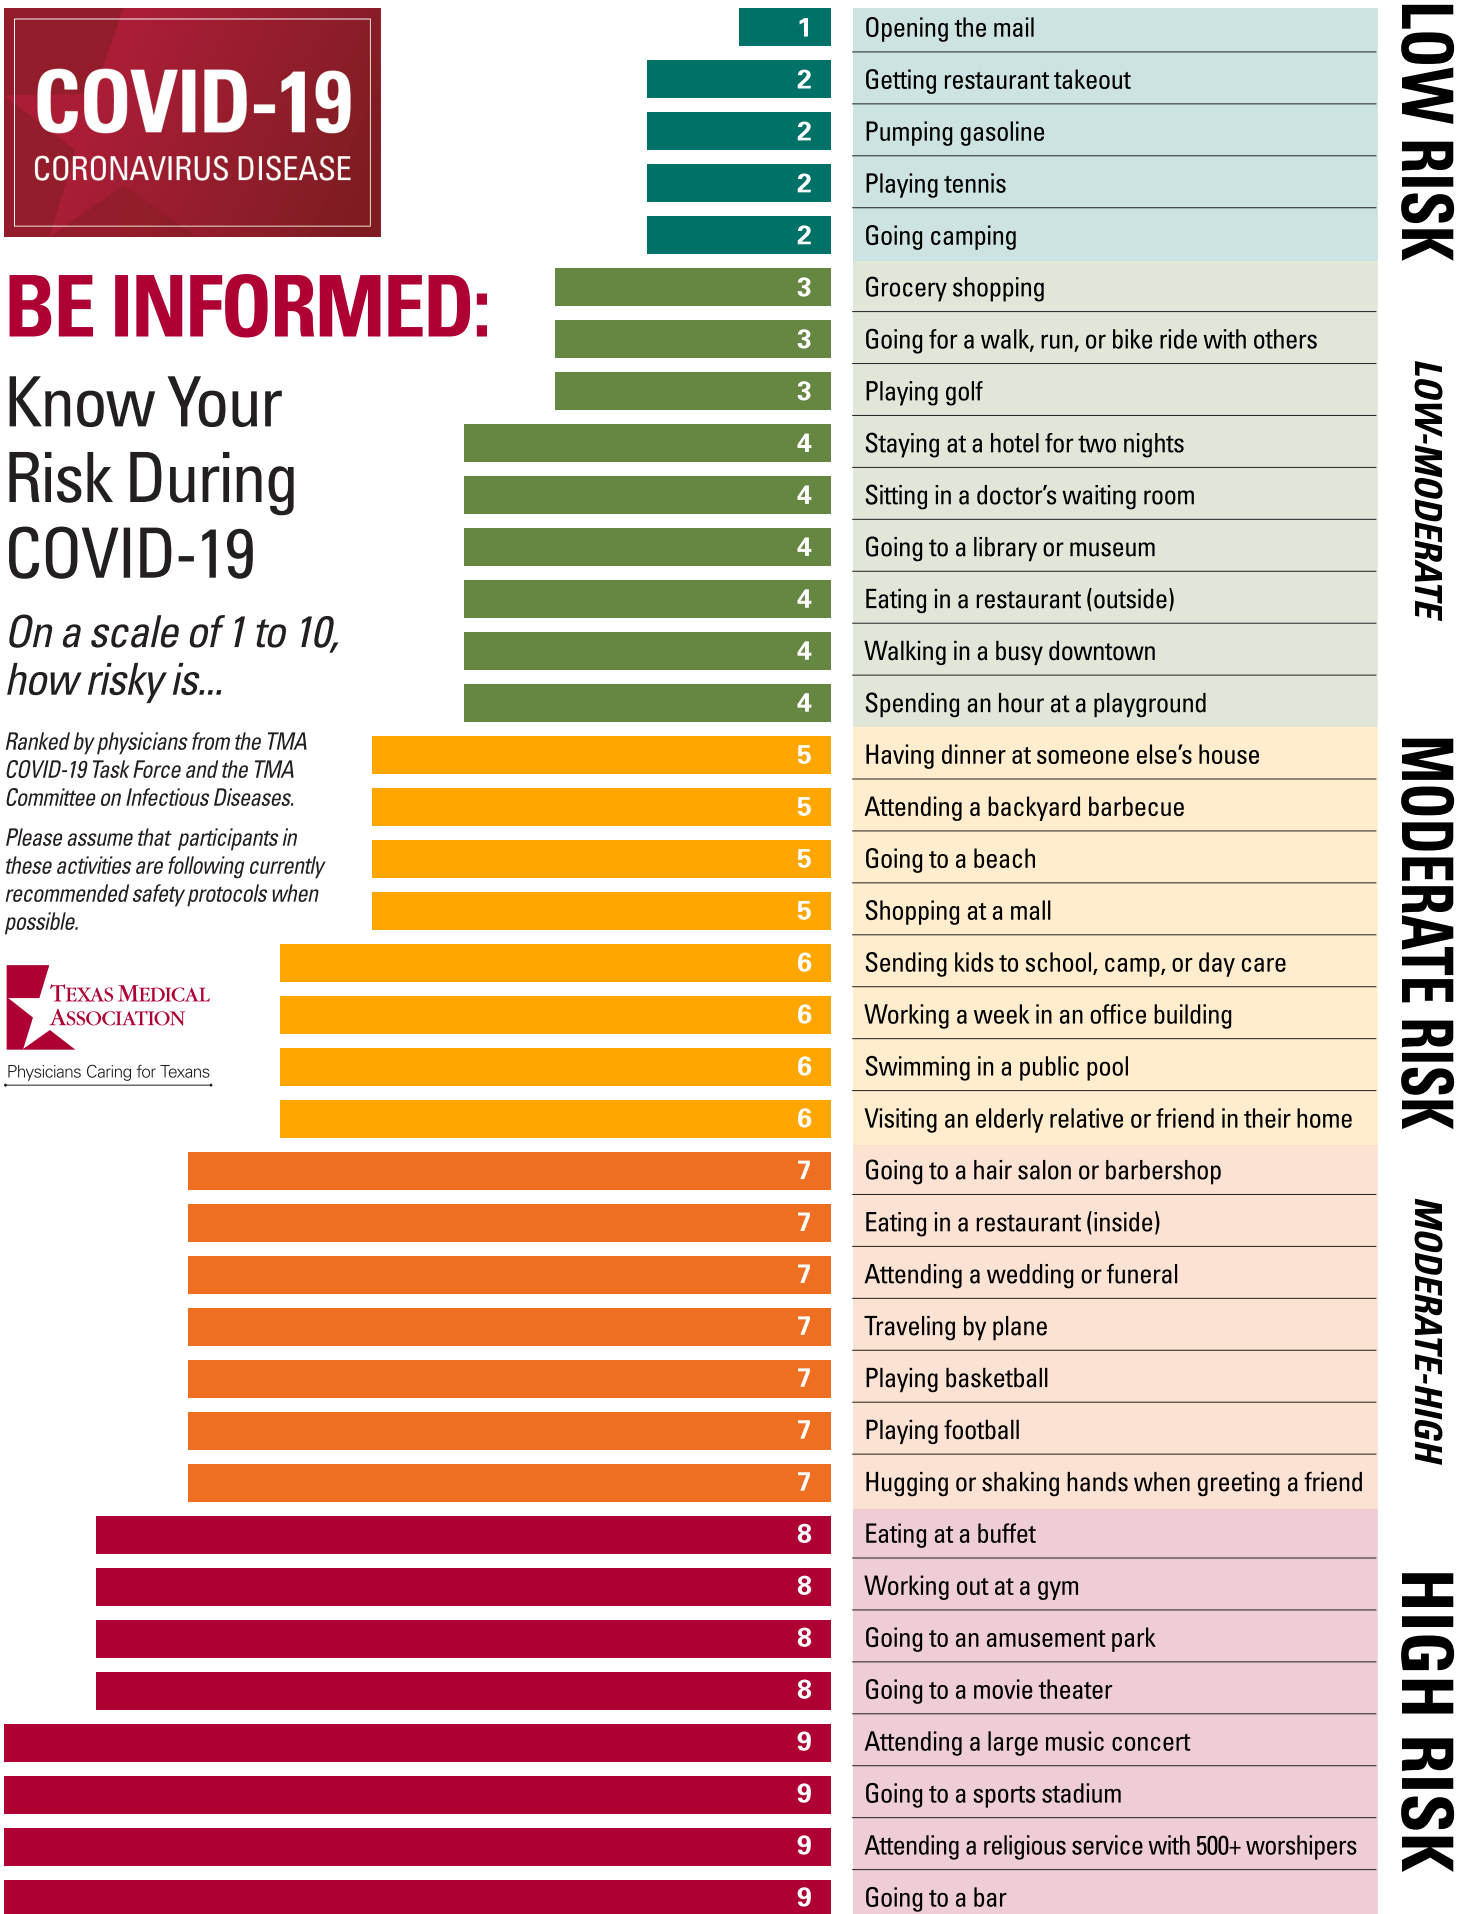 COVID-19
CORONAVIRUS DISEASE
BE INFORMED:
Know Your
Risk During
COVID-19
On a scale of 1 to 10,
how risky is...
Ranked by physicians from the TMA
COVID-19 Task Force and the TMA
Committee on Infectious Diseases.
Please assume that participants in
these activities are following currently
recommended safety protocols when
possible.
TEXAS MEDICAL
ASSOCIATION
Physicians Caring for Texans
LOW RISK
1 Opening the mail
2 Getting restaurant takeout
2 Pumping gasoline
2 Playing tennis
2 Going camping
LOW-MODERATE
3 Grocery shopping
3 Going for a walk, run, or bike ride with others
3 Playing golf
4 Staying at a hotel for two nights
4 Sitting in a doctor’s waiting room
4 Going to a library or museum
4 Eating in a restaurant (outside)
4 Walking in a busy downtown
4 Spending an hour at a playground
MODERATE RISK
5 Having dinner at someone else’s house
5 Attending a backyard barbecue
5 Going to a beach
5 Shopping at a mall
6 Sending kids to school, camp, or day care
6 Working a week in an office building
6 Swimming in a public pool
6 Visiting an elderly relative or friend in their home
MODERATE-HIGH
7 Going to a hair salon or barbershop
7 Eating in a restaurant (inside)
7 Attending a wedding or funeral
7 Traveling by plane
7 Playing basketball
7 Playing football
7 Hugging or shaking hands when greeting a friend
HIGH RISK
8 Eating at a buffet
8 Working out at a gym
8 Going to an amusement park
8 Going to a movie theater
9 Attending a large music concert
9 Going to a sports stadium
9 Attending a religious service with 500+ worshipers
9 Going to a bar